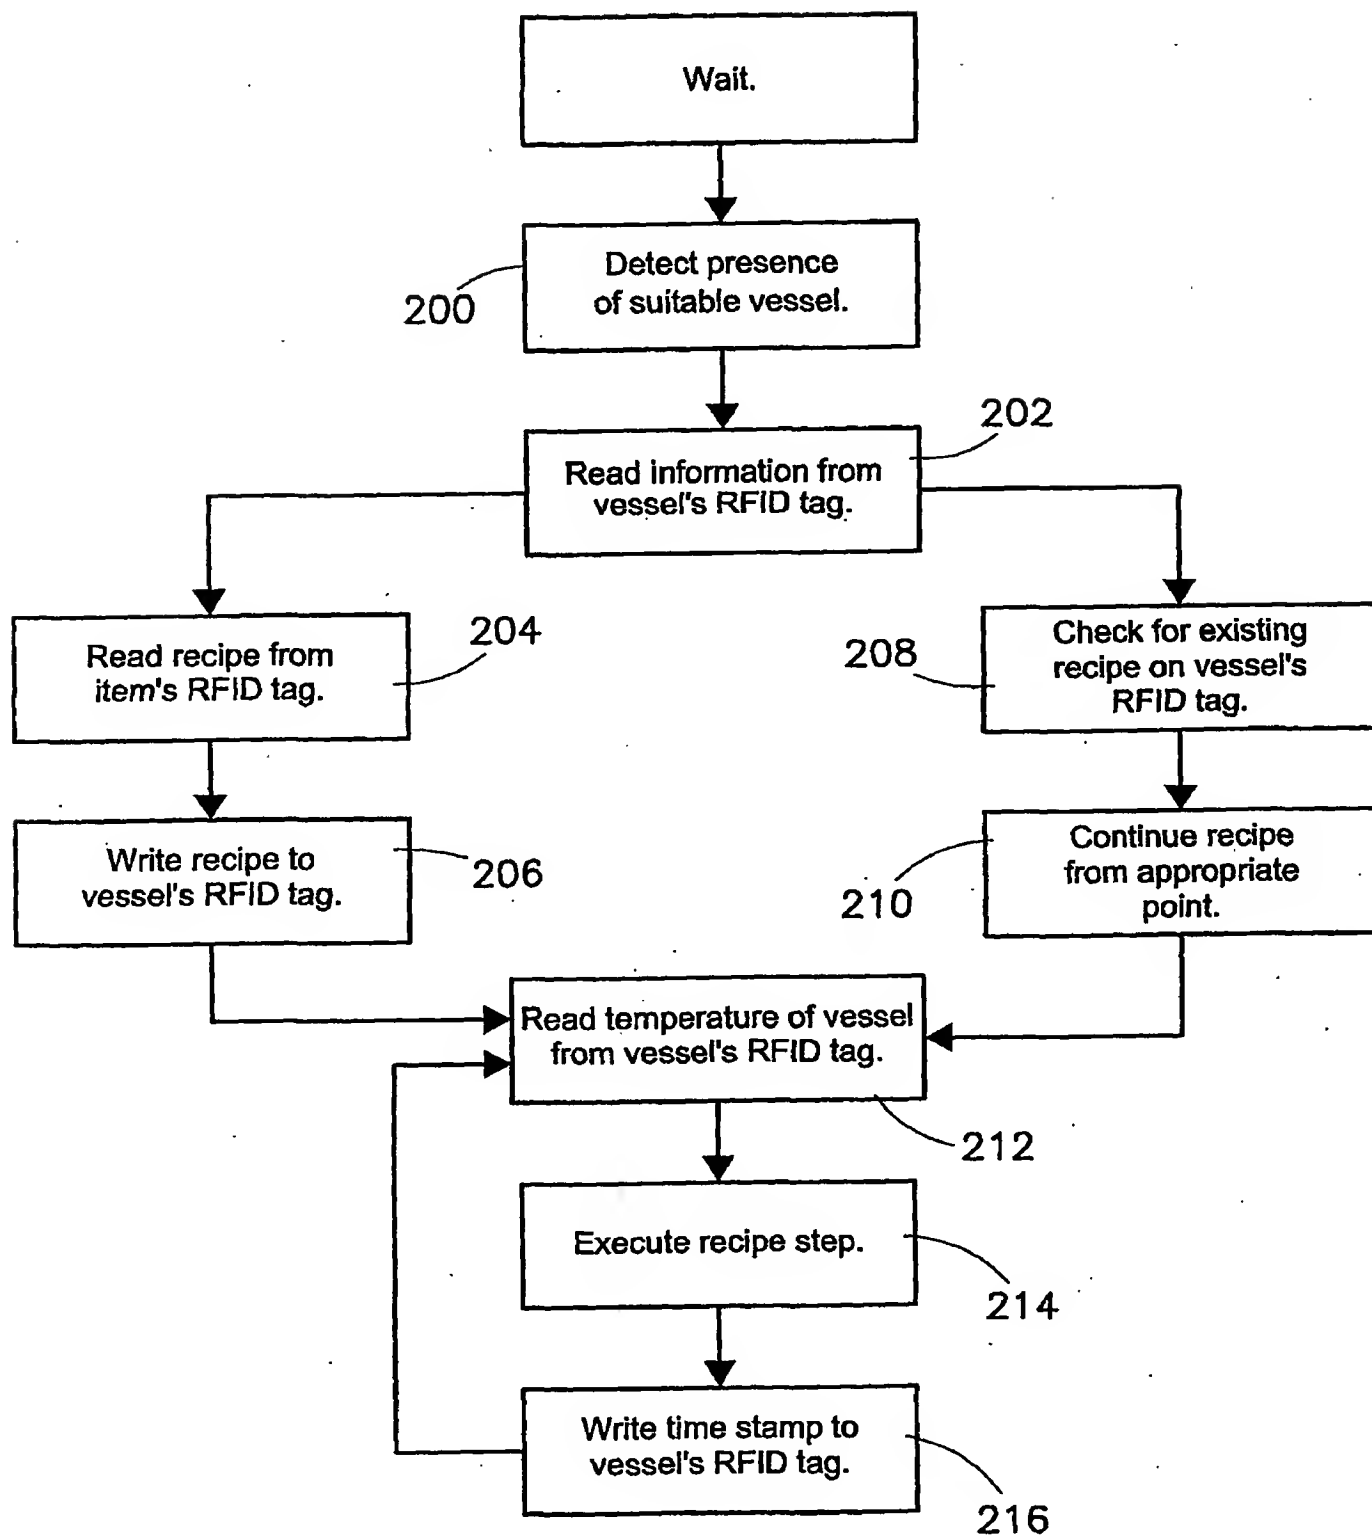 Wait.
Detect presence
of suitable vessel.
200
202
Read information from
vessel's RFID tag.
Read recipe from
item's RFID tag.
204
208
Check for existing
recipe on vessel's
RFID tag.
Write recipe to
vessel's RFID tag.
206
210
Continue recipe
from appropriate
point.
Read temperature of vessel
from vessel's RFID tag.
212
Execute recipe step.
214
Write time stamp to
vessel's RFID tag.
216